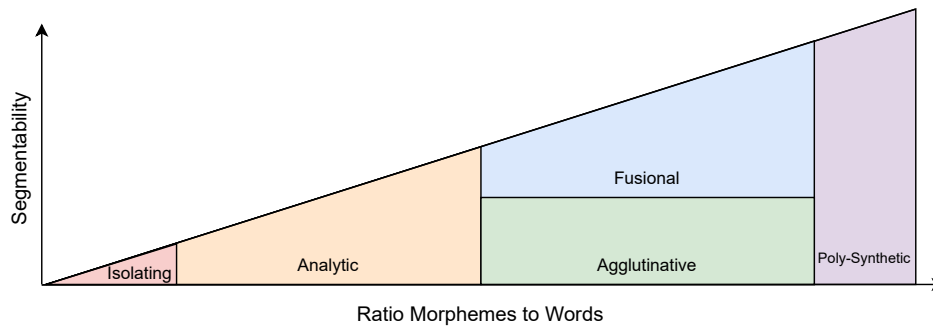 Segmentability
Fusional
Isolating
Analytic
Agglutinative
Poly-Synthetic
Ratio Morphemes to Words